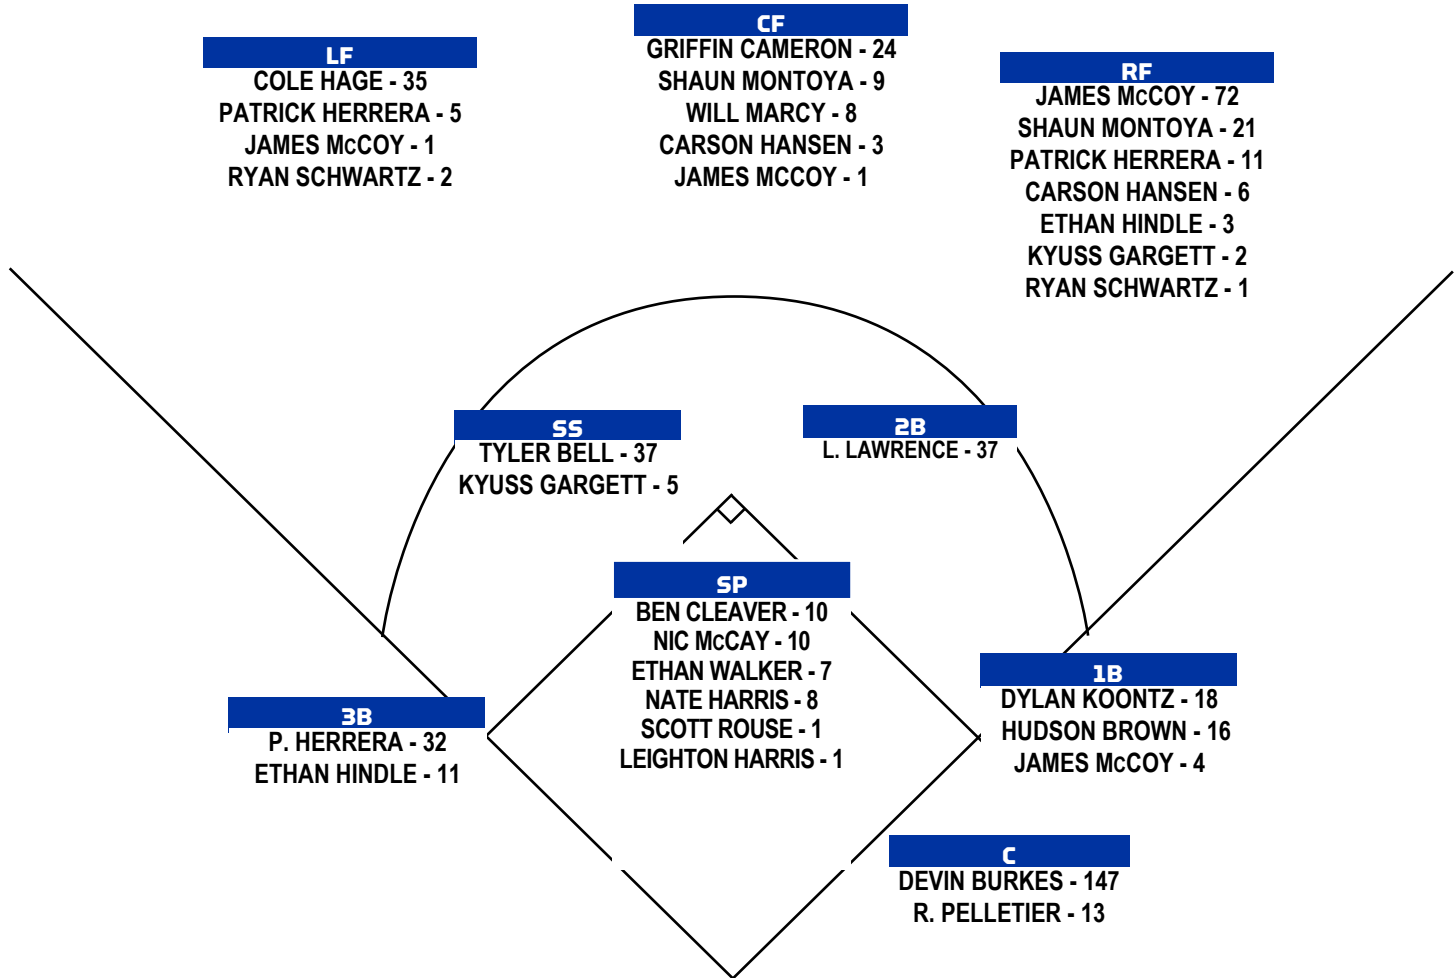 LF
COLE HAGE - 35
PATRICK HERRERA - 5
JAMES McCOY - 1
RYAN SCHWARTZ - 2
CF
GRIFFIN CAMERON - 24
SHAUN MONTOYA - 9
WILL MARCY - 8
CARSON HANSEN - 3
JAMES MCCOY - 1
RF
JAMES McCOY - 72
SHAUN MONTOYA - 21
PATRICK HERRERA - 11
CARSON HANSEN - 6
ETHAN HINDLE - 3
KYUSS GARGETT - 2
RYAN SCHWARTZ - 1
SS
TYLER BELL - 37
KYUSS GARGETT - 5
2B
L. LAWRENCE - 37
SP
BEN CLEAVER - 10
NIC McCAY - 10
ETHAN WALKER - 7
NATE HARRIS - 8
SCOTT ROUSE - 1
LEIGHTON HARRIS - 1
3B
P. HERRERA - 32
ETHAN HINDLE - 11
1B
DYLAN KOONTZ - 18
HUDSON BROWN - 16
JAMES McCOY - 4
C
DEVIN BURKES - 147
R. PELLETIER - 13